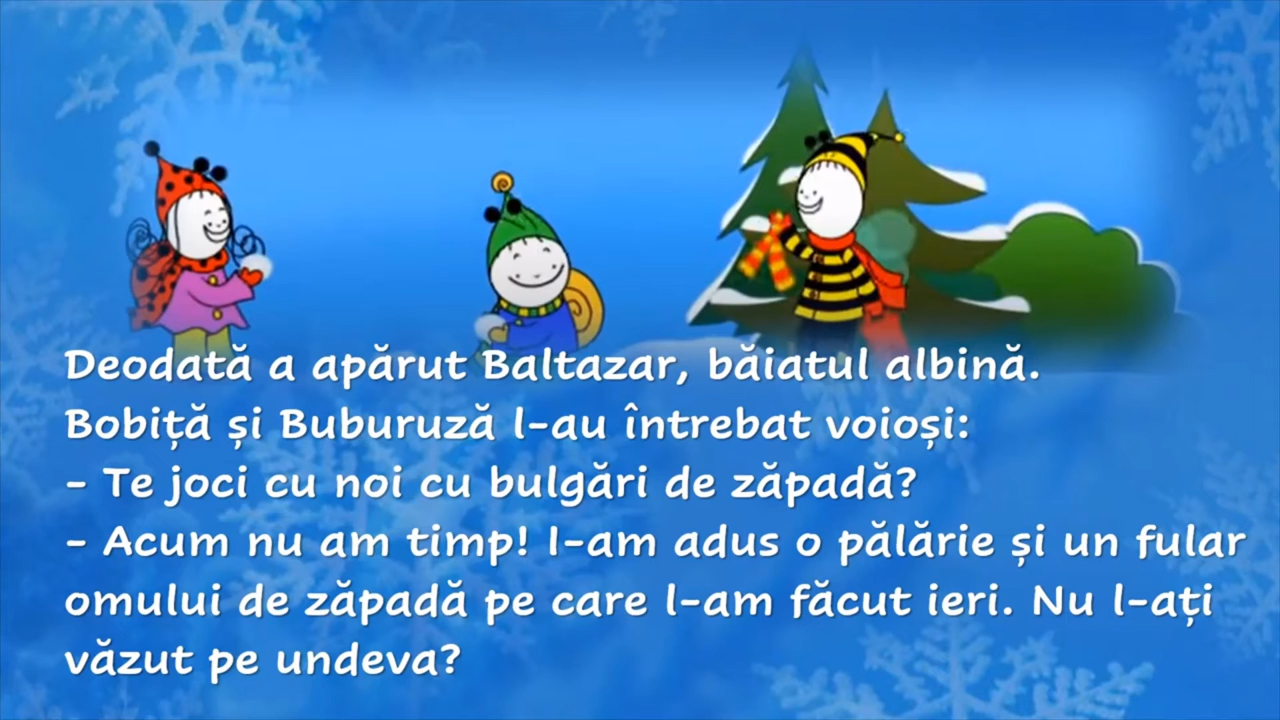 Deodată a apărut Baltazar, băiatul albină.
Bobiță și Buburuză l-au întrebat voioși:
- Te joci cu noi cu bulgări de zăpadă?
- Acum nu am timp! I-am adus o pălărie și un fular
omului de zăpadă pe care l-am făcut ieri. Nu l-ați
văzut pe undeva?